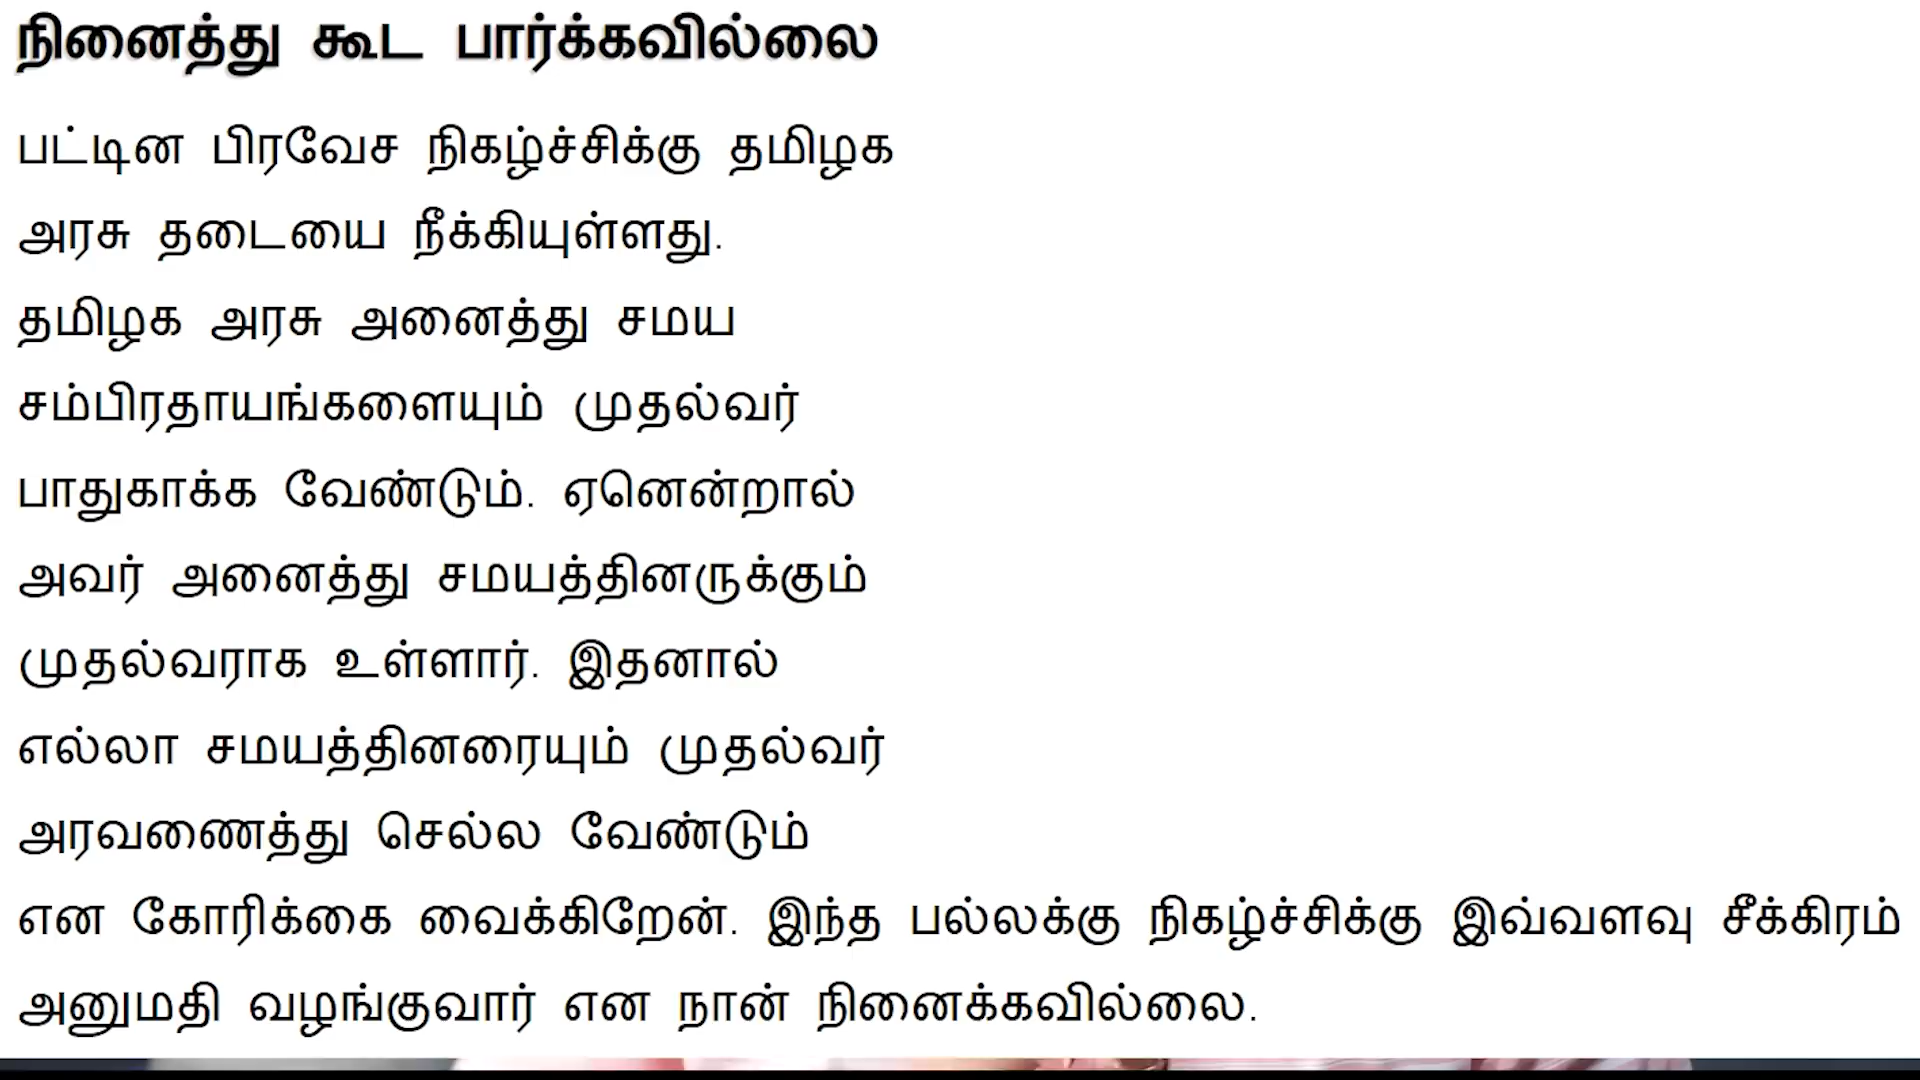 நினைத்து கூட பார்க்கவில்லை
பட்டின பிரவேச நிகழ்ச்சிக்கு தமிழக
அரசு தடையை நீக்கியுள்ளது.
தமிழக அரசு அனைத்து சமய
சம்பிரதாயங்களையும் முதல்வர்
பாதுகாக்க வேண்டும். ஏனென்றால்
அவர் அனைத்து சமயத்தினருக்கும்
முதல்வராக உள்ளார். இதனால்
எல்லா சமயத்தினரையும் முதல்வர்
அரவணைத்து செல்ல வேண்டும்
என கோரிக்கை வைக்கிறேன். இந்த பல்லக்கு நிகழ்ச்சிக்கு இவ்வளவு சீக்கிரம்
அனுமதி வழங்குவார் என நான் நினைக்கவில்லை.